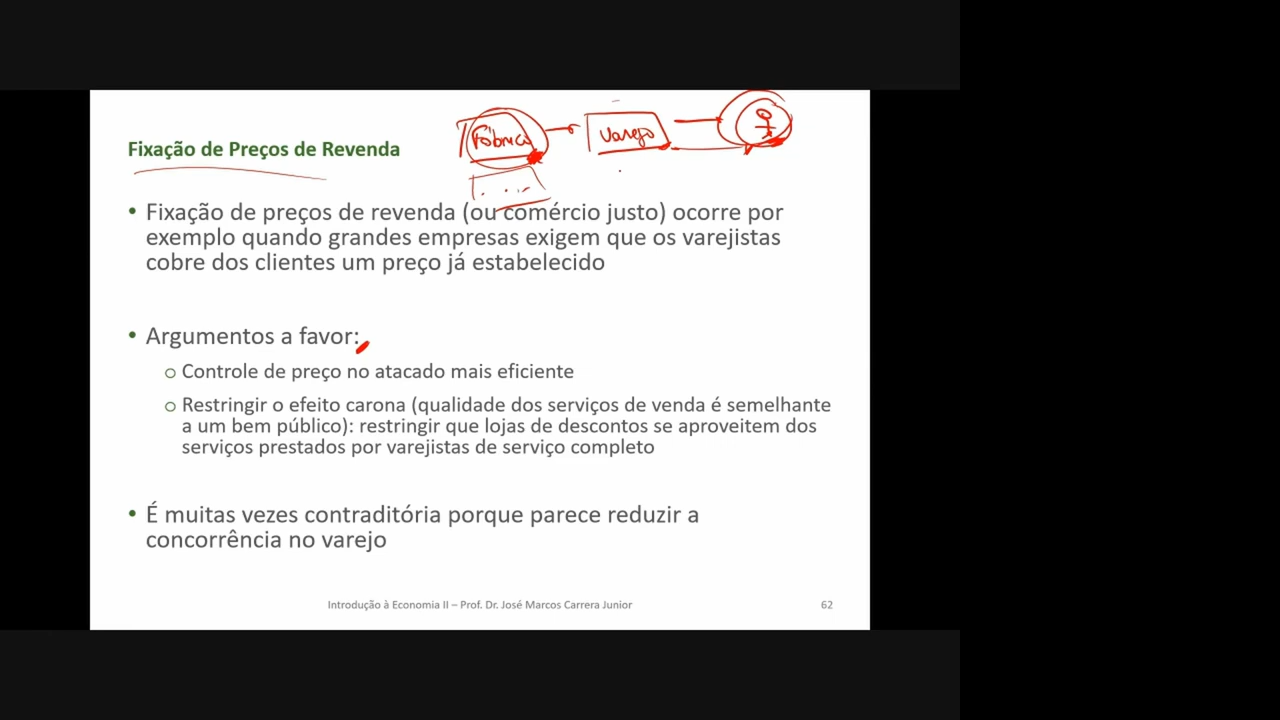 Fábrica
Varejo
Fixação de Preços de Revenda
• Fixação de preços de revenda (ou comércio justo) ocorre por
exemplo quando grandes empresas exigem que os varejistas
cobre dos clientes um preço já estabelecido
• Argumentos a favor:
o Controle de preço no atacado mais eficiente
o Restringir o efeito carona (qualidade dos serviços de venda é semelhante
a um bem público): restringir que lojas de descontos se aproveitem dos
serviços prestados por varejistas de serviço completo
• É muitas vezes contraditória porque parece reduzir a
concorrência no varejo
Introdução à Economia II – Prof. Dr. José Marcos Carrera Junior
62